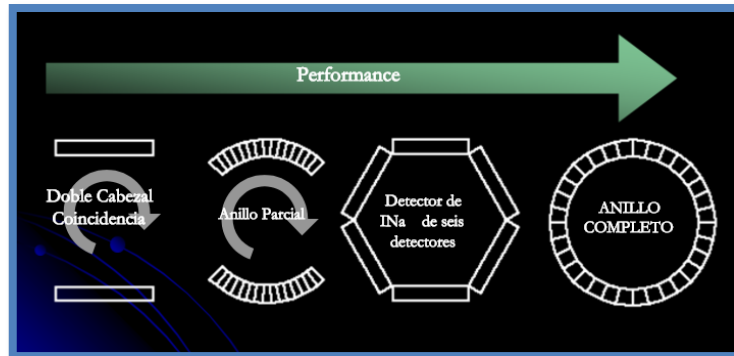 Performance
Doble Cabezal
Coincidencia
Anillo Parcial
Detector de
INa de seis
detectores
ANILLO
COMPLETO